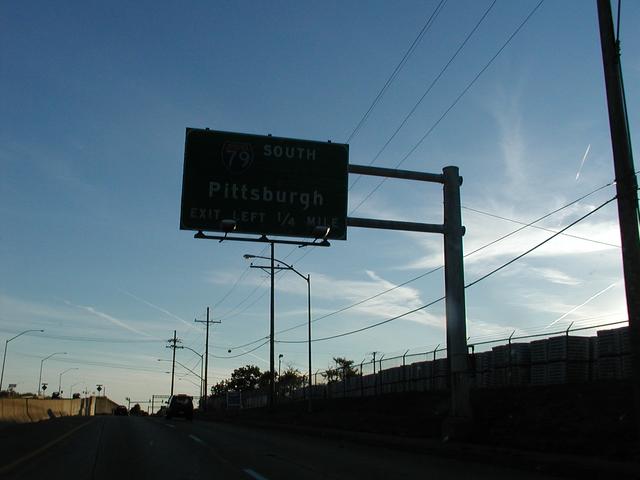 79 SOUTH
Pittsburgh
EXIT LEFT 1/4 MILE